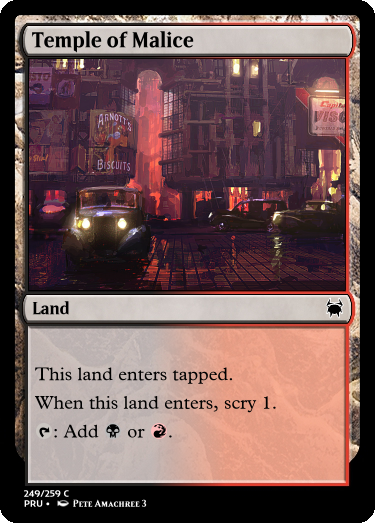 Temple of Malice
ARNOTT'S
BISCUITS
Land
This land enters tapped.
When this land enters, scry 1.
: Add or .
249/259 C
PRU • PETE AMACHREE 3